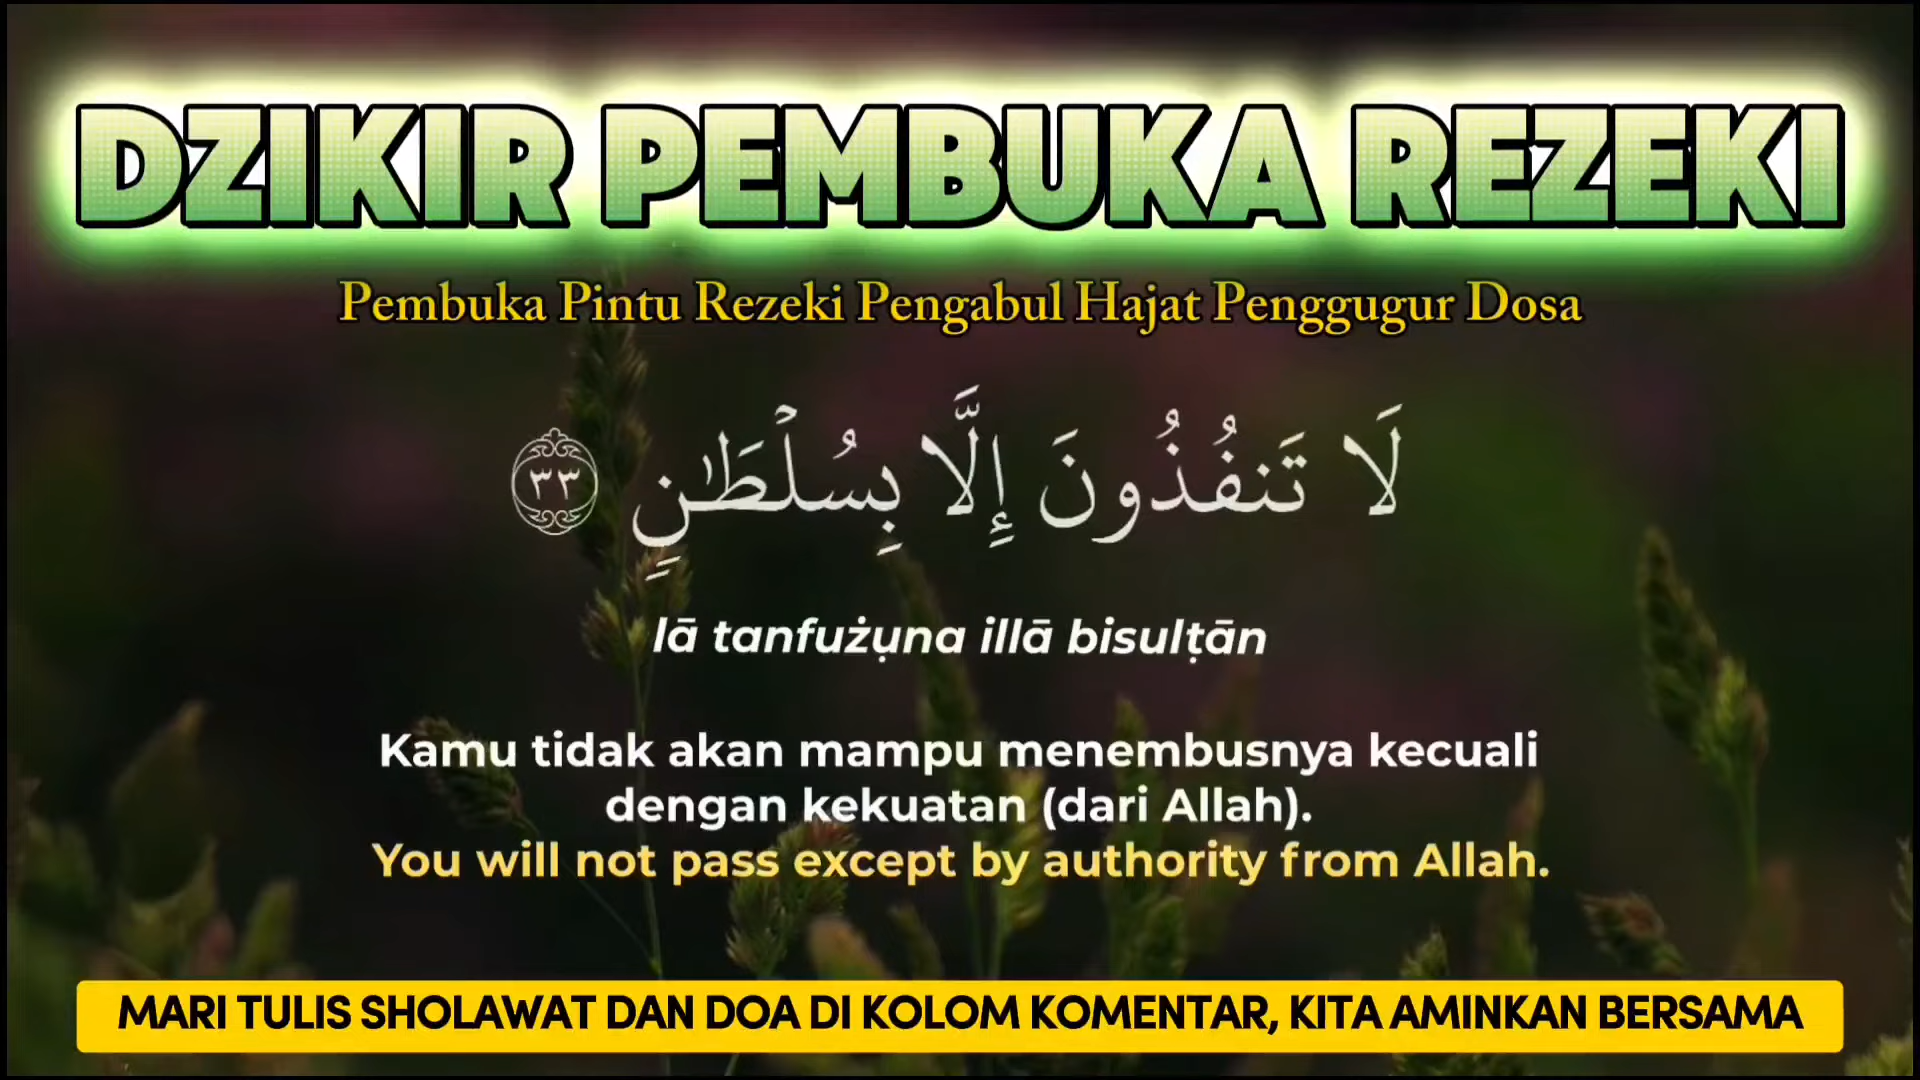 DZIKIR PEMBUKA REZEKI
Pembuka Pintu Rezeki Pengabul Hajat Penggugur Dosa
لَا تَنفُذُونَ إِلَّا بِسُلْطَٰنٍ ٣٣
lā tanfużụna illā bisulṭān
Kamu tidak akan mampu menembusnya kecuali
dengan kekuatan (dari Allah).
You will not pass except by authority from Allah.
MARI TULIS SHOLAWAT DAN DOA DI KOLOM KOMENTAR, KITA AMINKAN BERSAMA